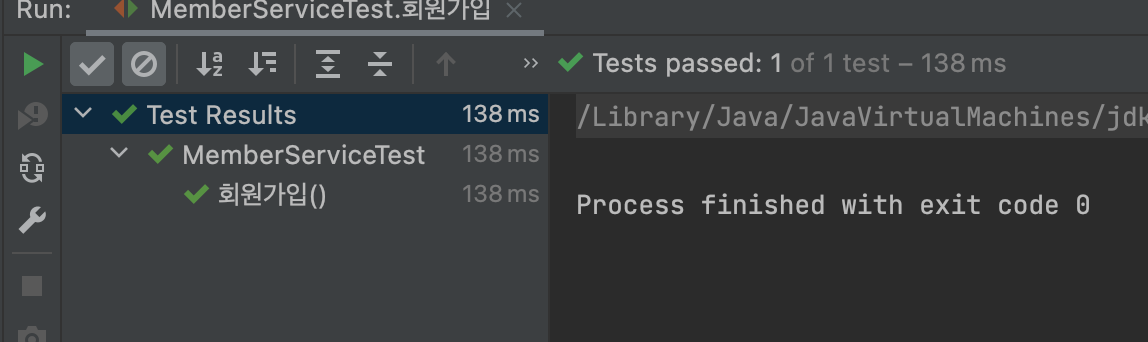 Run: MemberServiceTest.회원가입
Tests passed: 1 of 1 test – 138 ms
Test Results 138 ms
MemberServiceTest 138 ms
회원가입() 138 ms
/Library/Java/JavaVirtualMachines/jdk
Process finished with exit code 0